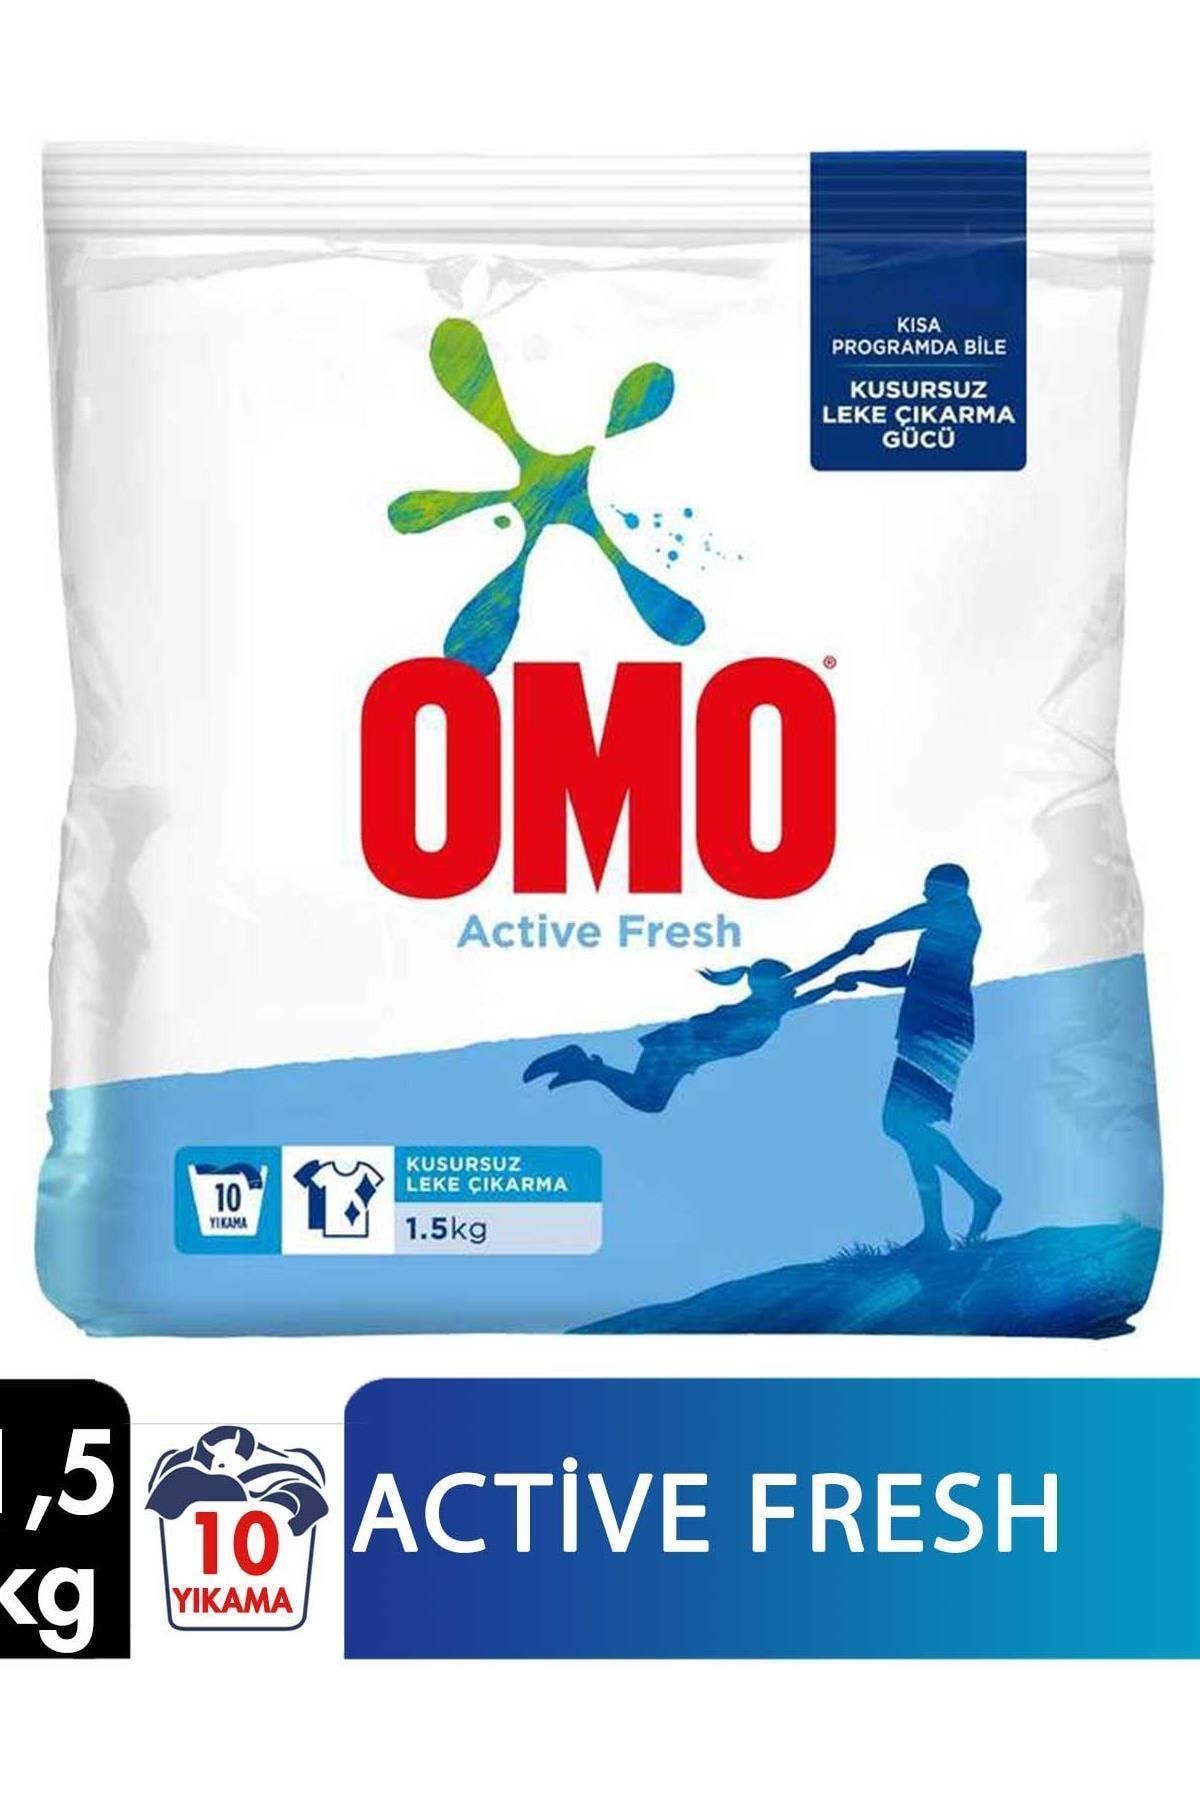 KISA
PROGRAMDA BİLE
KUSURSUZ
LEKE ÇIKARMA
GÜCÜ
OMO®
Active Fresh
10
YIKAMA
KUSURSUZ
LEKE ÇIKARMA
1.5kg
1,5
kg
10
YIKAMA
ACTİVE FRESH